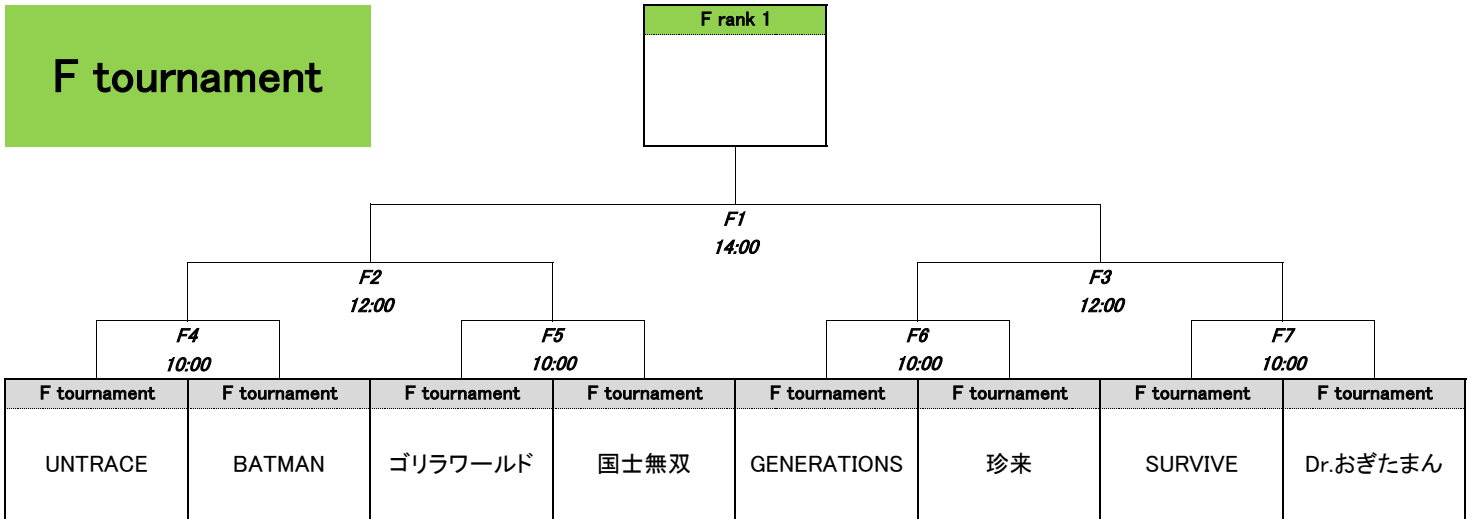 F tournament
F rank 1
F1
14:00
F2
12:00
F3
12:00
F4
10:00
F5
10:00
F6
10:00
F7
10:00
F tournament F tournament F tournament F tournament F tournament F tournament F tournament F tournament
UNTRACE BATMAN ゴリラワールド 国士無双 GENERATIONS 珍来 SURVIVE Dr.おぎたまん